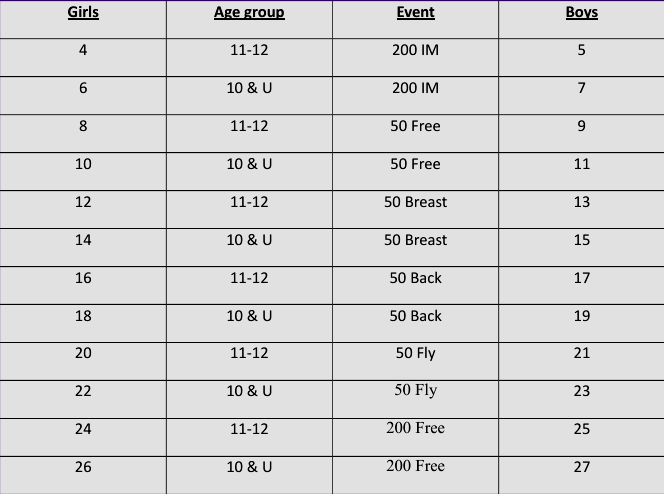 Girls Age group Event Boys
4 11-12 200 IM 5
6 10 & U 200 IM 7
8 11-12 50 Free 9
10 10 & U 50 Free 11
12 11-12 50 Breast 13
14 10 & U 50 Breast 15
16 11-12 50 Back 17
18 10 & U 50 Back 19
20 11-12 50 Fly 21
22 10 & U 50 Fly 23
24 11-12 200 Free 25
26 10 & U 200 Free 27